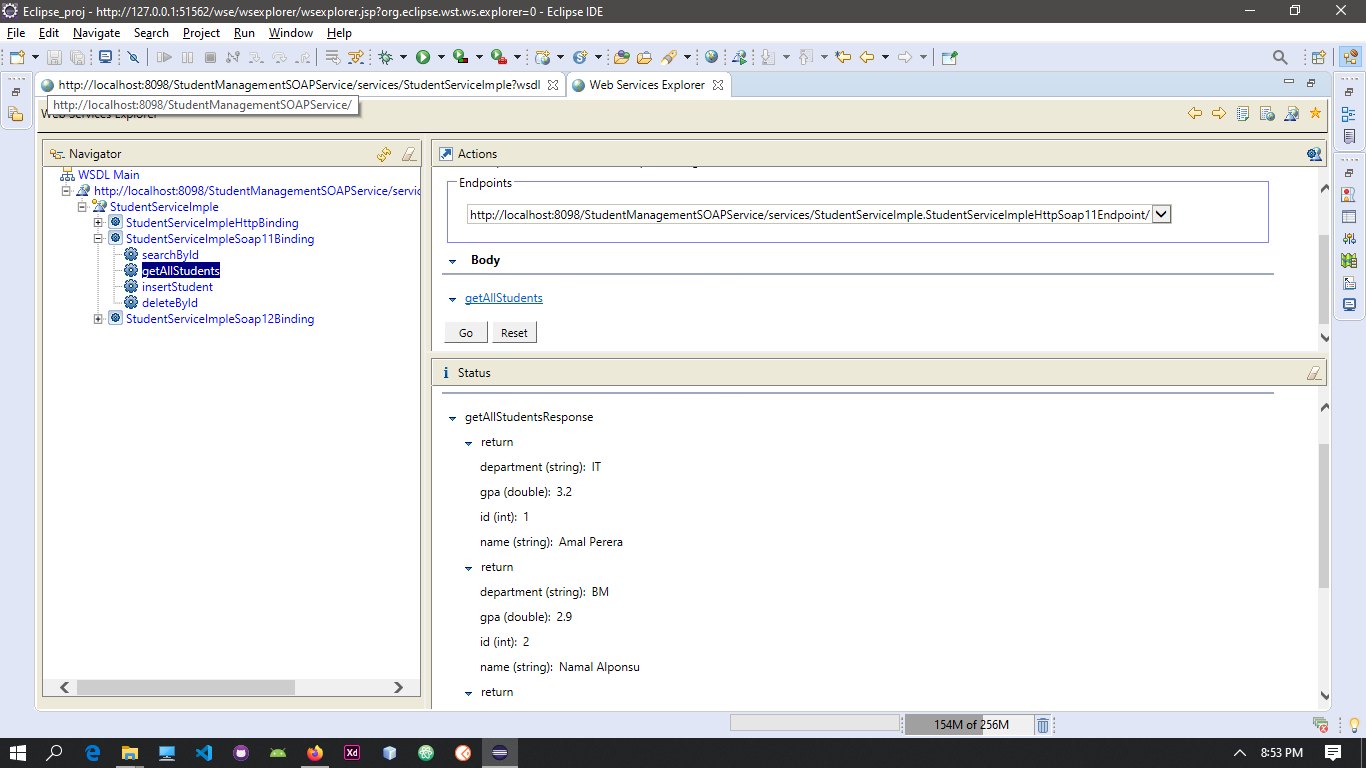 Eclipse_proj - http://127.0.0.1:51562/wse/wsexplorer/wsexplorer.jsp?org.eclipse.wst.ws.explorer=0 - Eclipse IDE
File Edit Navigate Search Project Run Window Help
http://localhost:8098/StudentManagementSOAPService/services/StudentServiceImple?wsdl
Web Services Explorer
http://localhost:8098/StudentManagementSOAPService/
Web Services Explorer
Navigator
WSDL Main
http://localhost:8098/StudentManagementSOAPService/servic
StudentServiceImple
StudentServiceImpleHttpBinding
StudentServiceImpleSoap11Binding
searchById
getAllStudents
insertStudent
deleteById
StudentServiceImpleSoap12Binding
Actions
Endpoints
http://localhost:8098/StudentManagementSOAPService/services/StudentServiceImple.StudentServiceImpleHttpSoap11Endpoint/
Body
getAllStudents
Go Reset
i Status
getAllStudentsResponse
return
department (string): IT
gpa (double): 3.2
id (int): 1
name (string): Amal Perera
return
department (string): BM
gpa (double): 2.9
id (int): 2
name (string): Namal Alponsu
return
154M of 256M
Xd
8:53 PM